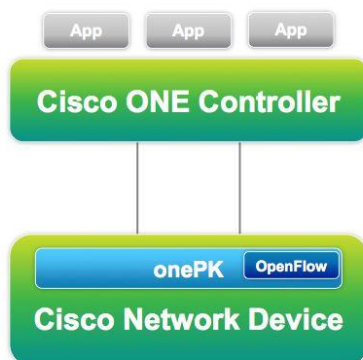 App App App
Cisco ONE Controller
onePK OpenFlow
Cisco Network Device